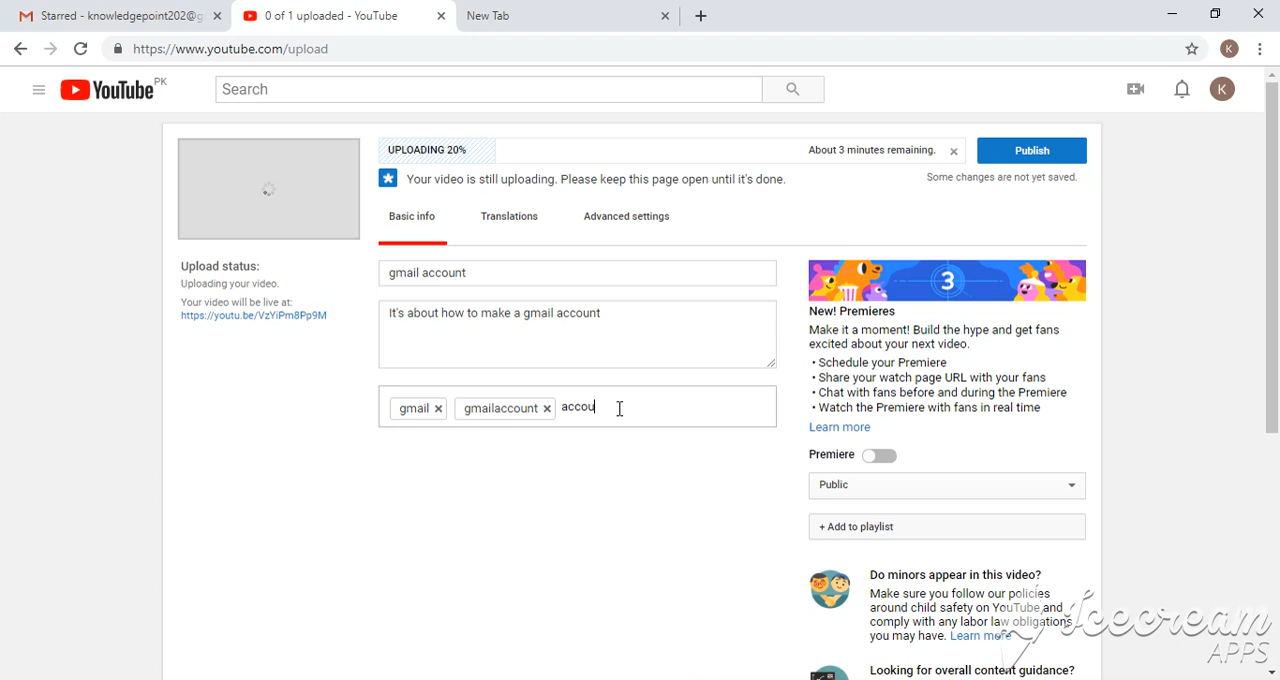 Starred - knowledgepoint202@g
0 of 1 uploaded - YouTube
New Tab
https://www.youtube.com/upload
K
YouTube PK
Search
K
UPLOADING 20%
About 3 minutes remaining.
Publish
Your video is still uploading. Please keep this page open until it's done.
Some changes are not yet saved.
Basic info
Translations
Advanced settings
Upload status:
Uploading your video.
Your video will be live at:
https://youtu.be/VzYiPm8Pp9M
gmail account
It's about how to make a gmail account
gmail
gmailaccount
accou
3
New! Premieres
Make it a moment! Build the hype and get fans
excited about your next video.
• Schedule your Premiere
• Share your watch page URL with your fans
• Chat with fans before and during the Premiere
• Watch the Premiere with fans in real time
Learn more
Premiere
Public
+ Add to playlist
Do minors appear in this video?
Make sure you follow our policies
around child safety on YouTube and
comply with any labor law obligations
you may have. Learn more
Looking for overall content guidance?
Icecream
APPS